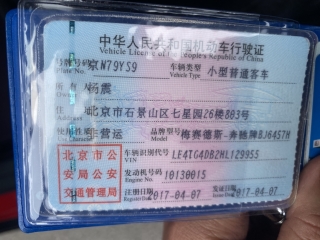 中华人民共和国机动车行驶证
Vehicle License of the People's Republic of China
号牌号码 京N79YS9 车辆类型 小型普通客车
Plate No. Vehicle Type
所有人 杨震
住址 北京市石景山区七星园26楼803号
使用性质 非营运 品牌型号 梅赛德斯-奔驰牌BJ6457H
北京市公安局公安交通管理局
车辆识别代号 LE4TG4DB2HL129955
VIN
发动机号码 10130015
Engine No.
注册日期 2017-04-07 发证日期 2017-04-07